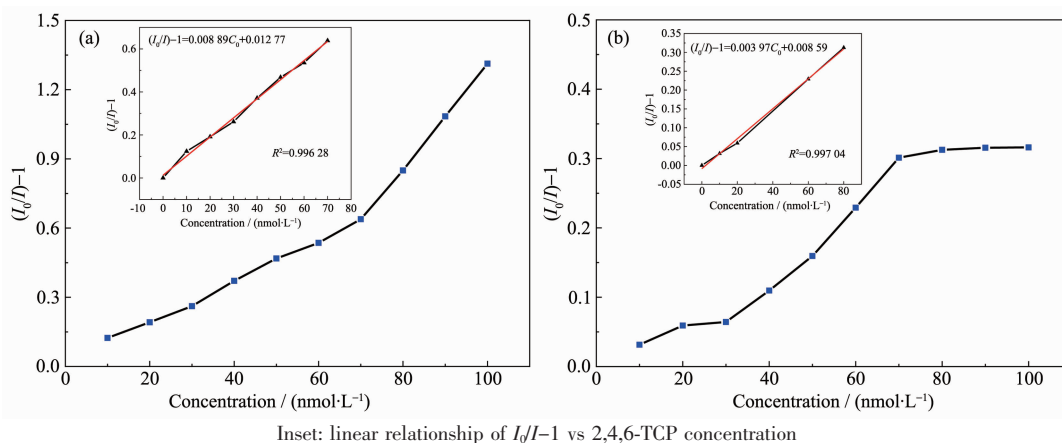 (a)
(I₀/I)−1=0.008 89C₀+0.012 77
R²=0.996 28
(I₀/I)−1
0.6
0.4
0.2
0.0
-10 0 10 20 30 40 50 60 70 80
Concentration / (nmol·L⁻¹)
(I₀/I)−1
1.5
1.2
0.9
0.6
0.3
0.0
0 20 40 60 80 100
Concentration / (nmol·L⁻¹)
(b)
(I₀/I)−1=0.003 97C₀+0.008 59
R²=0.997 04
(I₀/I)−1
0.35
0.30
0.25
0.20
0.15
0.10
0.05
0.00
-0.05
0 20 40 60 80
Concentration / (nmol·L⁻¹)
(I₀/I)−1
0.5
0.4
0.3
0.2
0.1
0.0
0 20 40 60 80 100
Concentration / (nmol·L⁻¹)
Inset: linear relationship of I₀/I−1 vs 2,4,6-TCP concentration